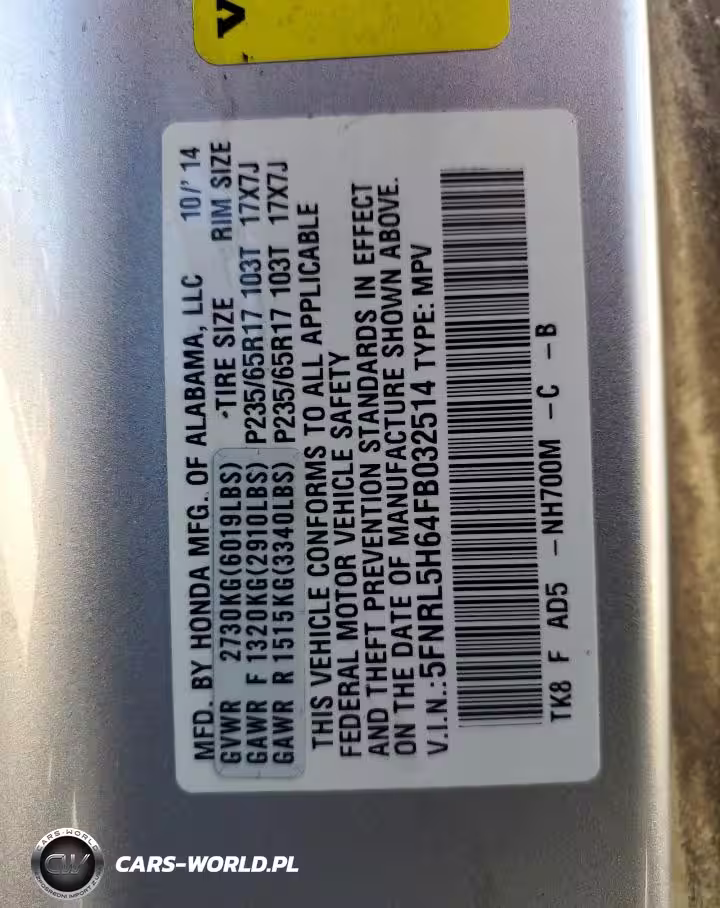 V
MFD. BY HONDA MFG. OF ALABAMA, LLC 10/'14
GVWR 2730KG(6019LBS) TIRE SIZE RIM SIZE
GAWR F 1320KG(2910LBS) P235/65R17 103T 17X7J
GAWR R 1515KG(3340LBS) P235/65R17 103T 17X7J
THIS VEHICLE CONFORMS TO ALL APPLICABLE
FEDERAL MOTOR VEHICLE SAFETY
AND THEFT PREVENTION STANDARDS IN EFFECT
ON THE DATE OF MANUFACTURE SHOWN ABOVE.
V.I.N.:5FNRL5H64FB032514 TYPE: MPV
TK8 F AD5 -NH700M -C -B
CARS-WORLD
CW
CARS-WORLD.PL